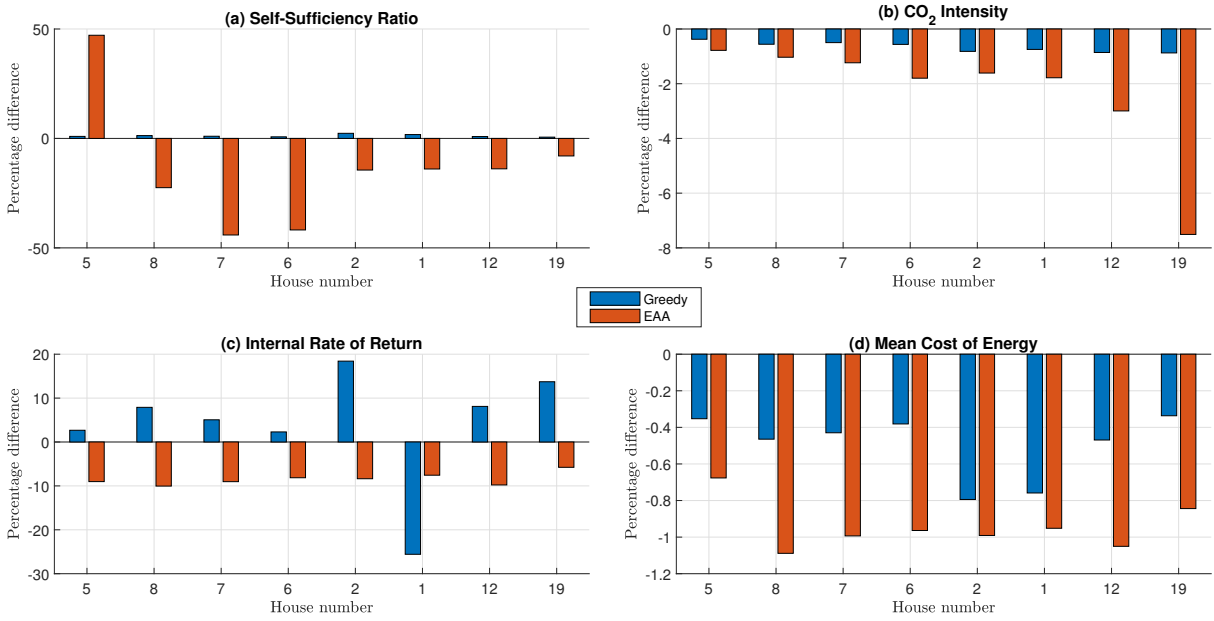 (a) Self-Sufficiency Ratio
50
0
-50
Percentage difference
5 8 7 6 2 1 12 19
House number
(b) CO2 Intensity
0
-2
-4
-6
-8
Percentage difference
5 8 7 6 2 1 12 19
House number
Greedy
EAA
(c) Internal Rate of Return
20
10
0
-10
-20
-30
Percentage difference
5 8 7 6 2 1 12 19
House number
(d) Mean Cost of Energy
0
-0.2
-0.4
-0.6
-0.8
-1
-1.2
Percentage difference
5 8 7 6 2 1 12 19
House number